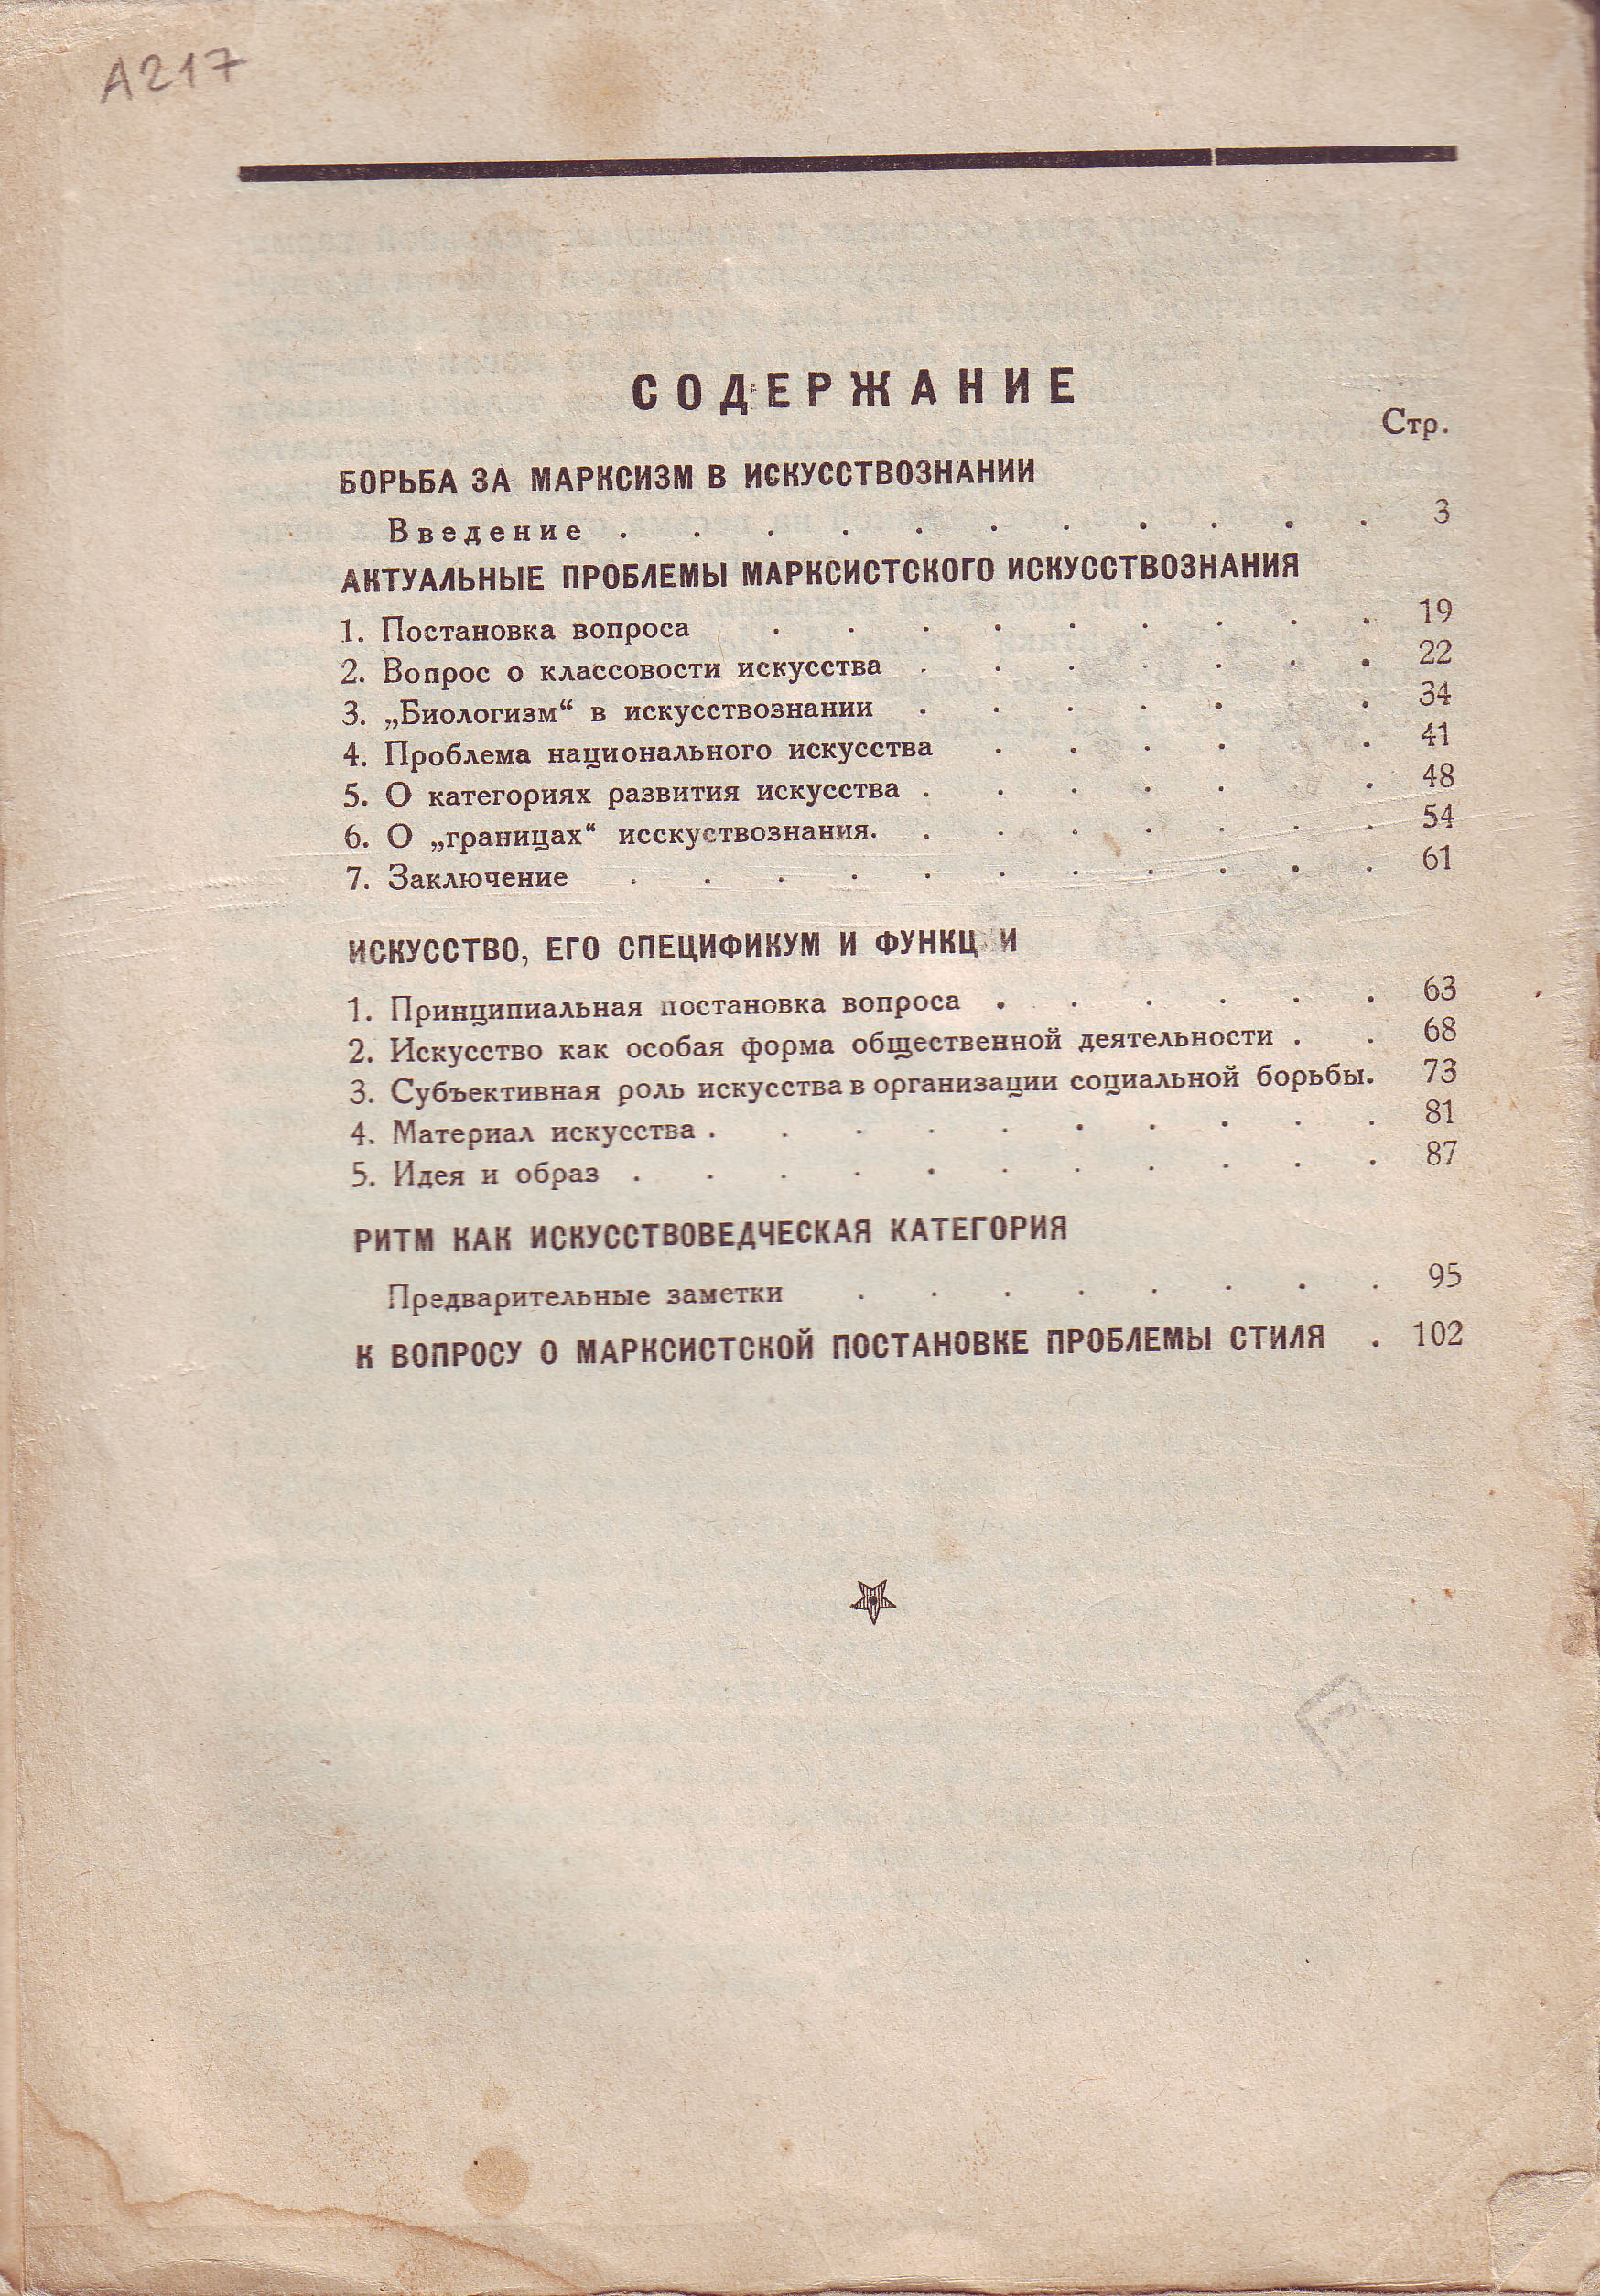 А217
СОДЕРЖАНИЕ
Стр.
БОРЬБА ЗА МАРКСИЗМ В ИСКУССТВОЗНАНИИ
Введение . . . . . . . . . . . 3
АКТУАЛЬНЫЕ ПРОБЛЕМЫ МАРКСИСТСКОГО ИСКУССТВОЗНАНИЯ
1. Постановка вопроса . . . . . . . . . 19
2. Вопрос о классовости искусства . . . . . . . 22
3. „Биологизм“ в искусствознании . . . . . . 34
4. Проблема национального искусства . . . . . 41
5. О категориях развития искусства . . . . . . 48
6. О „границах“ исскуствознания. . . . . . . . 54
7. Заключение . . . . . . . . . . . 61
ИСКУССТВО, ЕГО СПЕЦИФИКУМ И ФУНКЦ И
1. Принципиальная постановка вопроса . . . . . . 63
2. Искусство как особая форма общественной деятельности . . 68
3. Субъективная роль искусства в организации социальной борьбы. 73
4. Материал искусства . . . . . . . . . . 81
5. Идея и образ . . . . . . . . . . . 87
РИТМ КАК ИСКУССТВОВЕДЧЕСКАЯ КАТЕГОРИЯ
Предварительные заметки . . . . . . . . 95
К ВОПРОСУ О МАРКСИСТСКОЙ ПОСТАНОВКЕ ПРОБЛЕМЫ СТИЛЯ . 102